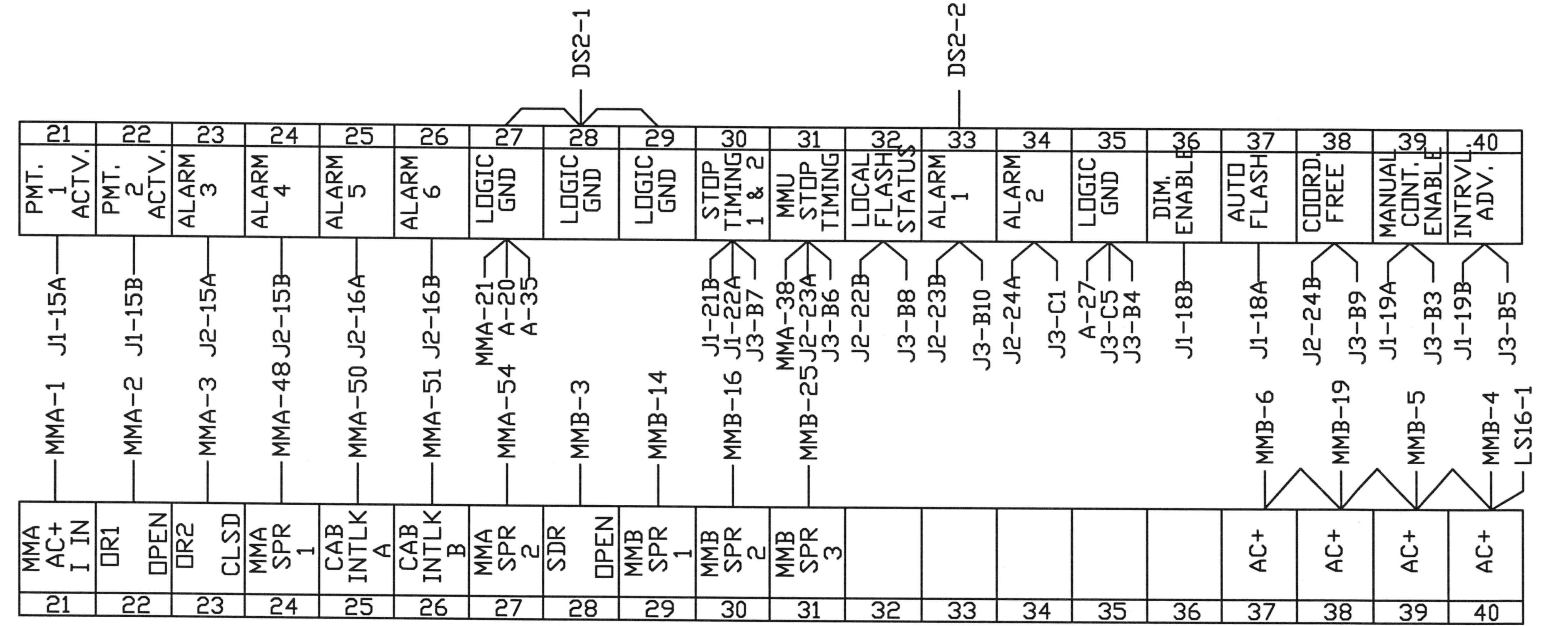 DS2-1
DS2-2
21 22 23 24 25 26 27 28 29 30 31 32 33 34 35 36 37 38 39 40
PMT.
1
ACTV.
PMT.
2
ACTV.
ALARM
3
ALARM
4
ALARM
5
ALARM
6
LOGIC
GND
LOGIC
GND
LOGIC
GND
STOP
TIMING
1 & 2
MMU
STOP
TIMING
LOCAL
FLASH
STATUS
ALARM
1
ALARM
2
LOGIC
GND
DIM.
ENABLE
AUTO
FLASH
COORD.
FREE
MANUAL
CONT.
ENABLE
INTRVL.
ADV.
J1-15A
J1-15B
J2-15A
J2-15B
J2-16A
J2-16B
MMA-21
A-20
A-35
J1-21B
J1-22A
J3-B7
MMA-38
J2-23A
J3-B6
J2-22B
J3-B8
J2-23B
J3-B10
J2-24A
J3-C1
A-27
J3-C5
J3-B4
J1-18B
J1-18A
J2-24B
J3-B9
J1-19A
J3-B3
J1-19B
J3-B5
MMA-1
MMA-2
MMA-3
MMA-48
MMA-50
MMA-51
MMA-54
MMB-3
MMB-14
MMB-16
MMB-25
MMB-6
MMB-19
MMB-5
MMB-4
LS16-1
MMA
AC+
I IN
OR1
OPEN
OR2
CLSD
MMA
SPR
1
CAB
INTLK
A
CAB
INTLK
B
MMA
SPR
2
SDR
OPEN
MMB
SPR
1
MMB
SPR
2
MMB
SPR
3
AC+
AC+
AC+
AC+
21 22 23 24 25 26 27 28 29 30 31 32 33 34 35 36 37 38 39 40